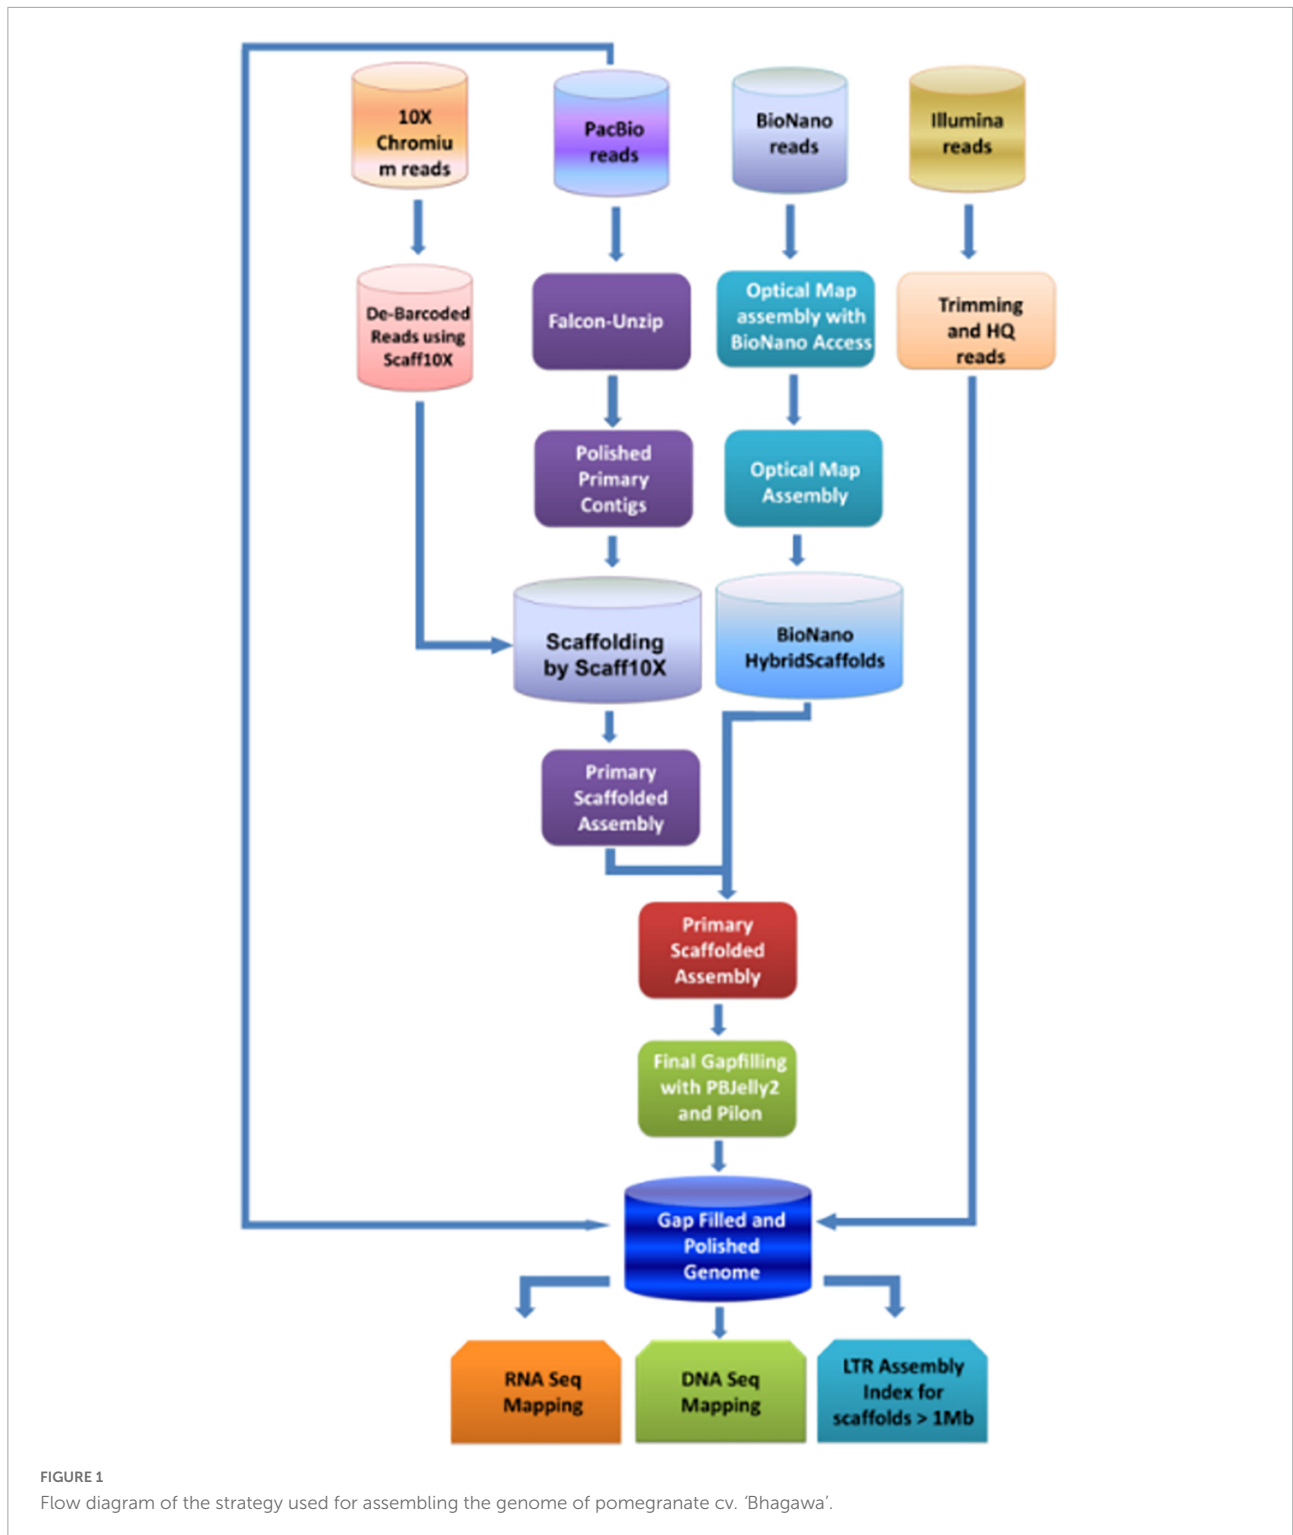 10X
Chromiu
m reads
PacBio
reads
BioNano
reads
Illumina
reads
De-Barcoded
Reads using
Scaff10X
Falcon-Unzip
Optical Map
assembly with
BioNano Access
Trimming
and HQ
reads
Polished
Primary
Contigs
Optical Map
Assembly
Scaffolding
by Scaff10X
BioNano
HybridScaffolds
Primary
Scaffolded
Assembly
Primary
Scaffolded
Assembly
Final Gapfilling
with PBJelly2
and Pilon
Gap Filled and
Polished
Genome
RNA Seq
Mapping
DNA Seq
Mapping
LTR Assembly
Index for
scaffolds > 1Mb
FIGURE 1
Flow diagram of the strategy used for assembling the genome of pomegranate cv. ‘Bhagawa’.